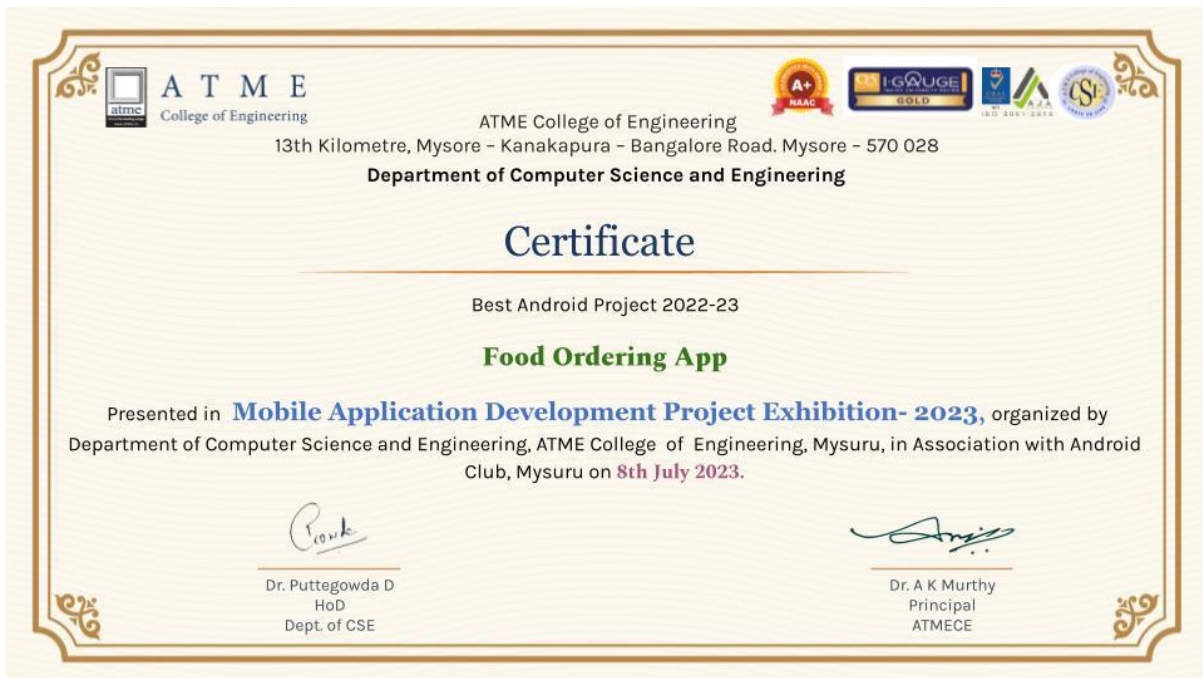 A T M E
College of Engineering
atme
A+
NAAC
I·GAUGE
GOLD
ISO 9001-2015
CSE
ATME College of Engineering
13th Kilometre, Mysore – Kanakapura – Bangalore Road. Mysore – 570 028
Department of Computer Science and Engineering
Certificate
Best Android Project 2022-23
Food Ordering App
Presented in Mobile Application Development Project Exhibition- 2023, organized by
Department of Computer Science and Engineering, ATME College of Engineering, Mysuru, in Association with Android
Club, Mysuru on 8th July 2023.
Dr. Puttegowda D
HoD
Dept. of CSE
Dr. A K Murthy
Principal
ATMECE